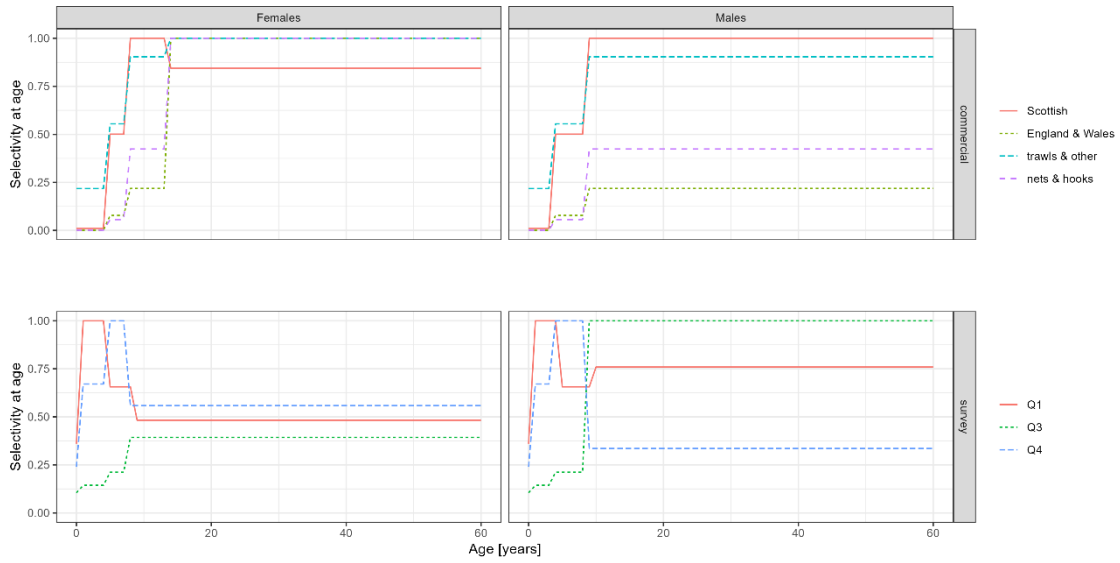 Females
Males
1.00
0.75
0.50
0.25
0.00
Selectivity at age
commercial
Scottish
England & Wales
trawls & other
nets & hooks
1.00
0.75
0.50
0.25
0.00
Selectivity at age
survey
Q1
Q3
Q4
0 20 40 60 0 20 40 60
Age [years]